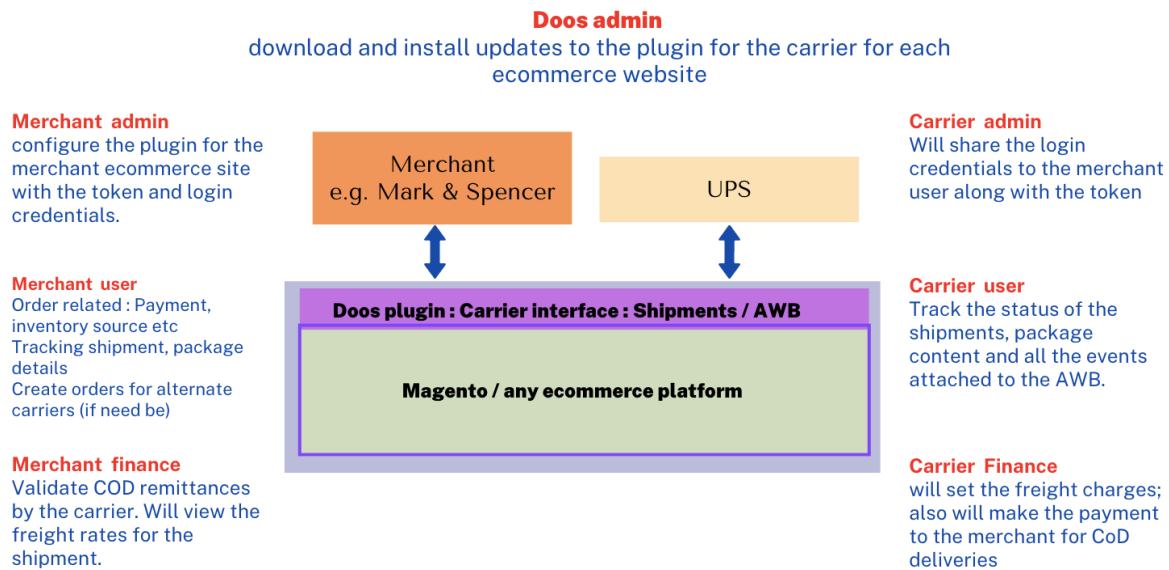 Doos admin
download and install updates to the plugin for the carrier for each
ecommerce website
Merchant admin
configure the plugin for the
merchant ecommerce site
with the token and login
credentials.
Merchant
e.g. Mark & Spencer
UPS
Carrier admin
Will share the login
credentials to the merchant
user along with the token
Merchant user
Order related : Payment,
inventory source etc
Tracking shipment, package
details
Create orders for alternate
carriers (if need be)
Doos plugin : Carrier interface : Shipments / AWB
Magento / any ecommerce platform
Carrier user
Track the status of the
shipments, package
content and all the events
attached to the AWB.
Merchant finance
Validate COD remittances
by the carrier. Will view the
freight rates for the
shipment.
Carrier Finance
will set the freight charges;
also will make the payment
to the merchant for CoD
deliveries